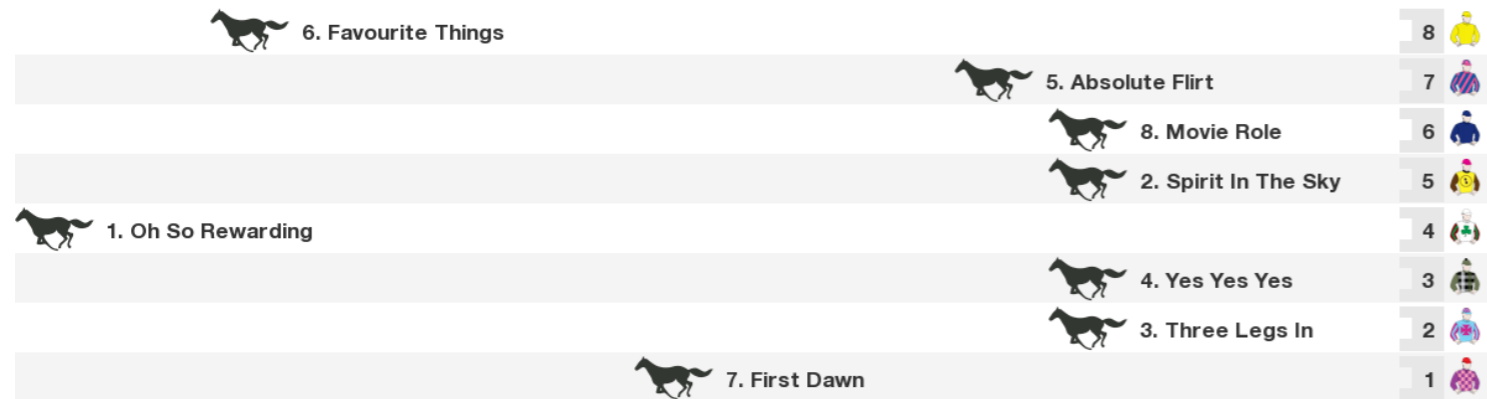 6. Favourite Things 8
5. Absolute Flirt 7
8. Movie Role 6
2. Spirit In The Sky 5
1. Oh So Rewarding 4
4. Yes Yes Yes 3
3. Three Legs In 2
7. First Dawn 1